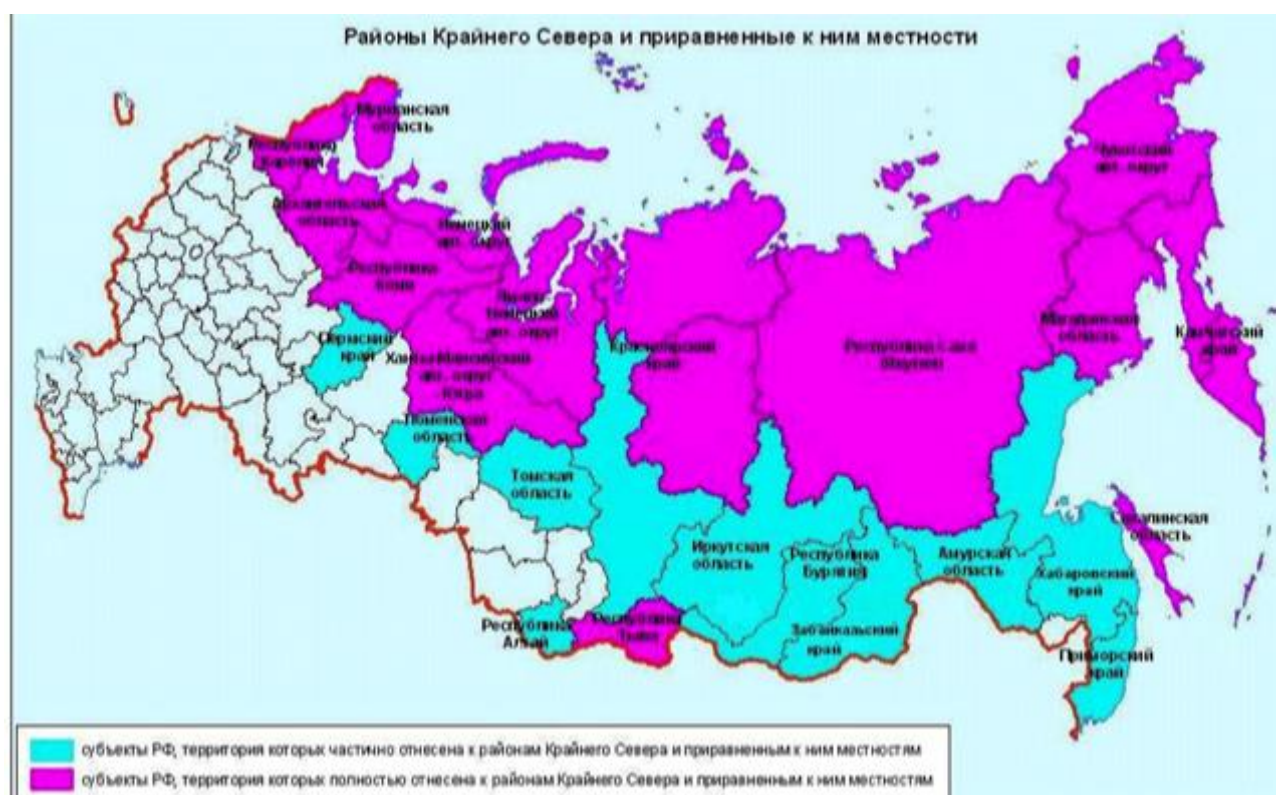 Районы Крайнего Севера и приравненные к ним местности
Мурманская
область
Республика
Карелия
Архангельская
область
Ненецкий
авт. округ
Республика
Коми
Ямало-
Ненецкий
авт. округ
Пермский
край
Ханты-Мансийский
авт. округ
-Югра
Тюменская
область
Томская
область
Красноярский
край
Республика Саха
(Якутия)
Чукотский
авт. округ
Магаданская
область
Камчатский
край
Сахалинская
область
Иркутская
область
Республика
Бурятия
Амурская
область
Хабаровский
край
Республика
Алтай
Республика
Тыва
Забайкальский
край
Приморский
край
субъекты РФ, территория которых частично отнесена к районам Крайнего Севера и приравненным к ним местностям
субъекты РФ, территория которых полностью отнесена к районам Крайнего Севера и приравненным к ним местностям